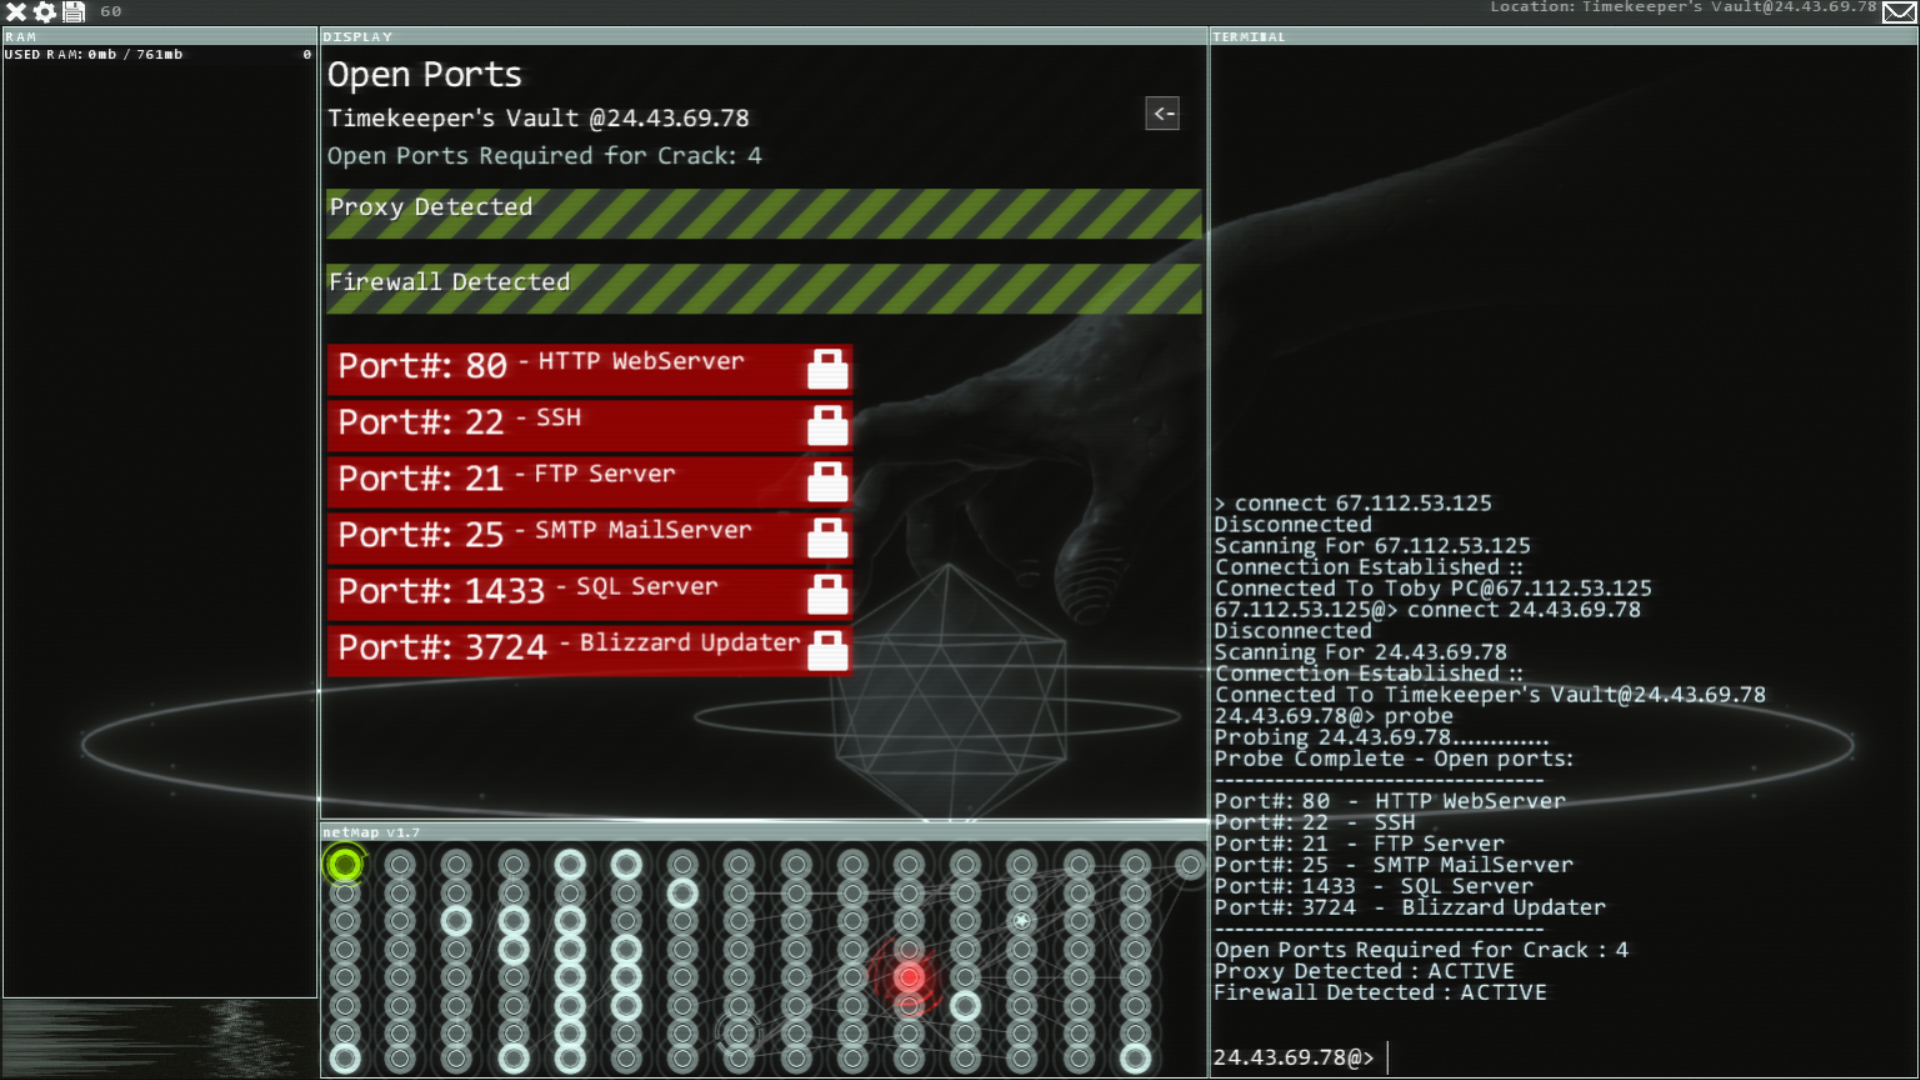 60
Location: Timekeeper's Vault@24.43.69.78
RAM
USED RAM: 0mb / 761mb 0
DISPLAY
Open Ports
Timekeeper's Vault @24.43.69.78
<-
Open Ports Required for Crack: 4
Proxy Detected
Firewall Detected
Port#: 80 - HTTP WebServer
Port#: 22 - SSH
Port#: 21 - FTP Server
Port#: 25 - SMTP MailServer
Port#: 1433 - SQL Server
Port#: 3724 - Blizzard Updater
netMap v1.7
TERMINAL
> connect 67.112.53.125
Disconnected
Scanning For 67.112.53.125
Connection Established ::
Connected To Toby PC@67.112.53.125
67.112.53.125@> connect 24.43.69.78
Disconnected
Scanning For 24.43.69.78
Connection Established ::
Connected To Timekeeper's Vault@24.43.69.78
24.43.69.78@> probe
Probing 24.43.69.78.............
Probe Complete - Open ports:
---------------------------------
Port#: 80 - HTTP WebServer
Port#: 22 - SSH
Port#: 21 - FTP Server
Port#: 25 - SMTP MailServer
Port#: 1433 - SQL Server
Port#: 3724 - Blizzard Updater
---------------------------------
Open Ports Required for Crack : 4
Proxy Detected : ACTIVE
Firewall Detected : ACTIVE
24.43.69.78@>